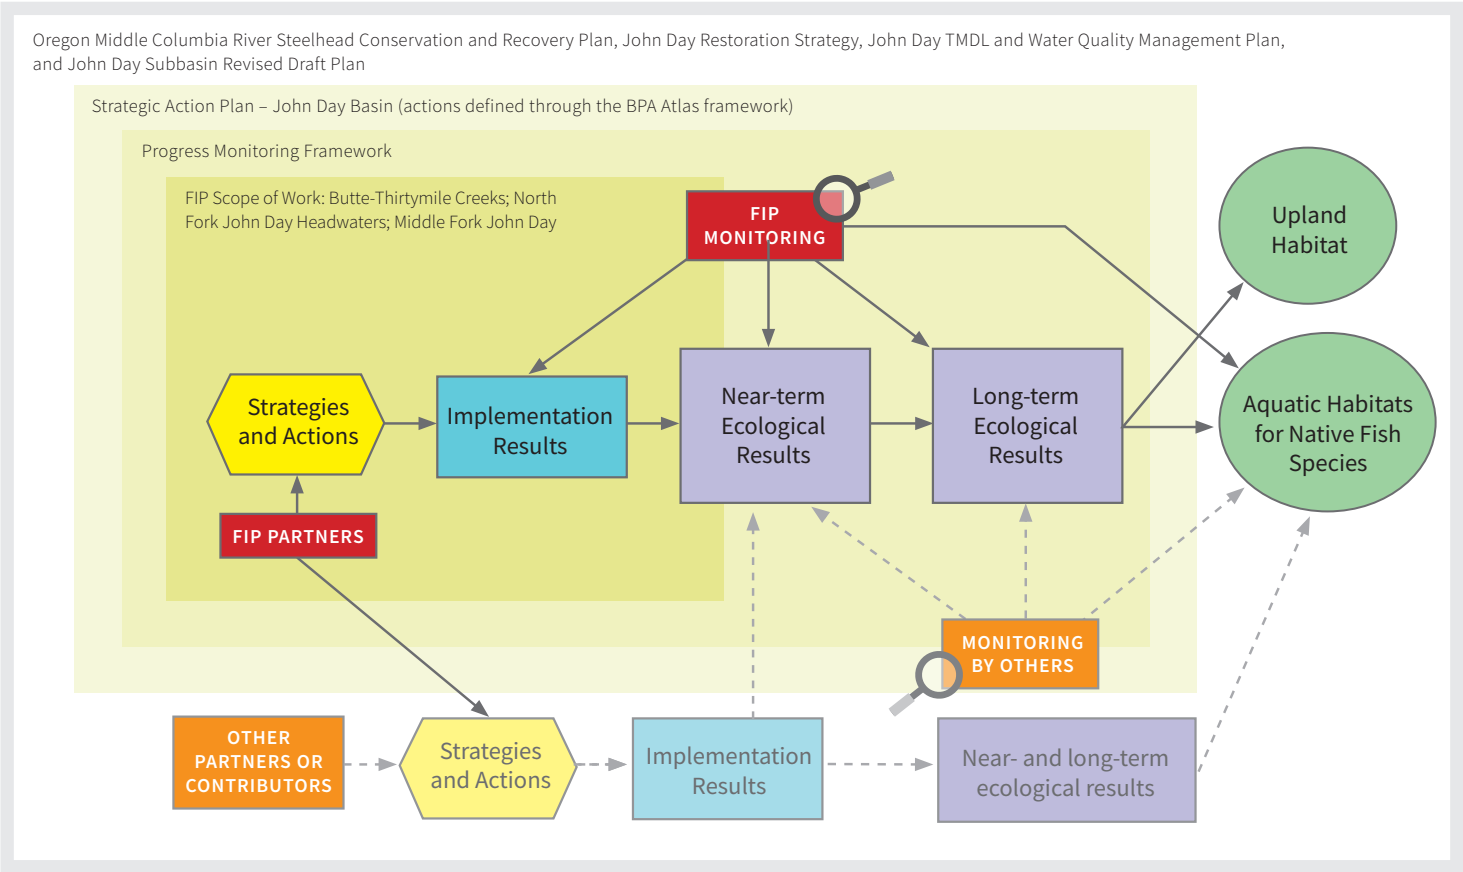 Oregon Middle Columbia River Steelhead Conservation and Recovery Plan, John Day Restoration Strategy, John Day TMDL and Water Quality Management Plan,
and John Day Subbasin Revised Draft Plan
Strategic Action Plan – John Day Basin (actions defined through the BPA Atlas framework)
Progress Monitoring Framework
FIP Scope of Work: Butte-Thirtymile Creeks; North
Fork John Day Headwaters; Middle Fork John Day
FIP
MONITORING
Upland
Habitat
Strategies
and Actions
Implementation
Results
Near-term
Ecological
Results
Long-term
Ecological
Results
Aquatic Habitats
for Native Fish
Species
FIP PARTNERS
MONITORING
BY OTHERS
OTHER
PARTNERS OR
CONTRIBUTORS
Strategies
and Actions
Implementation
Results
Near- and long-term
ecological results